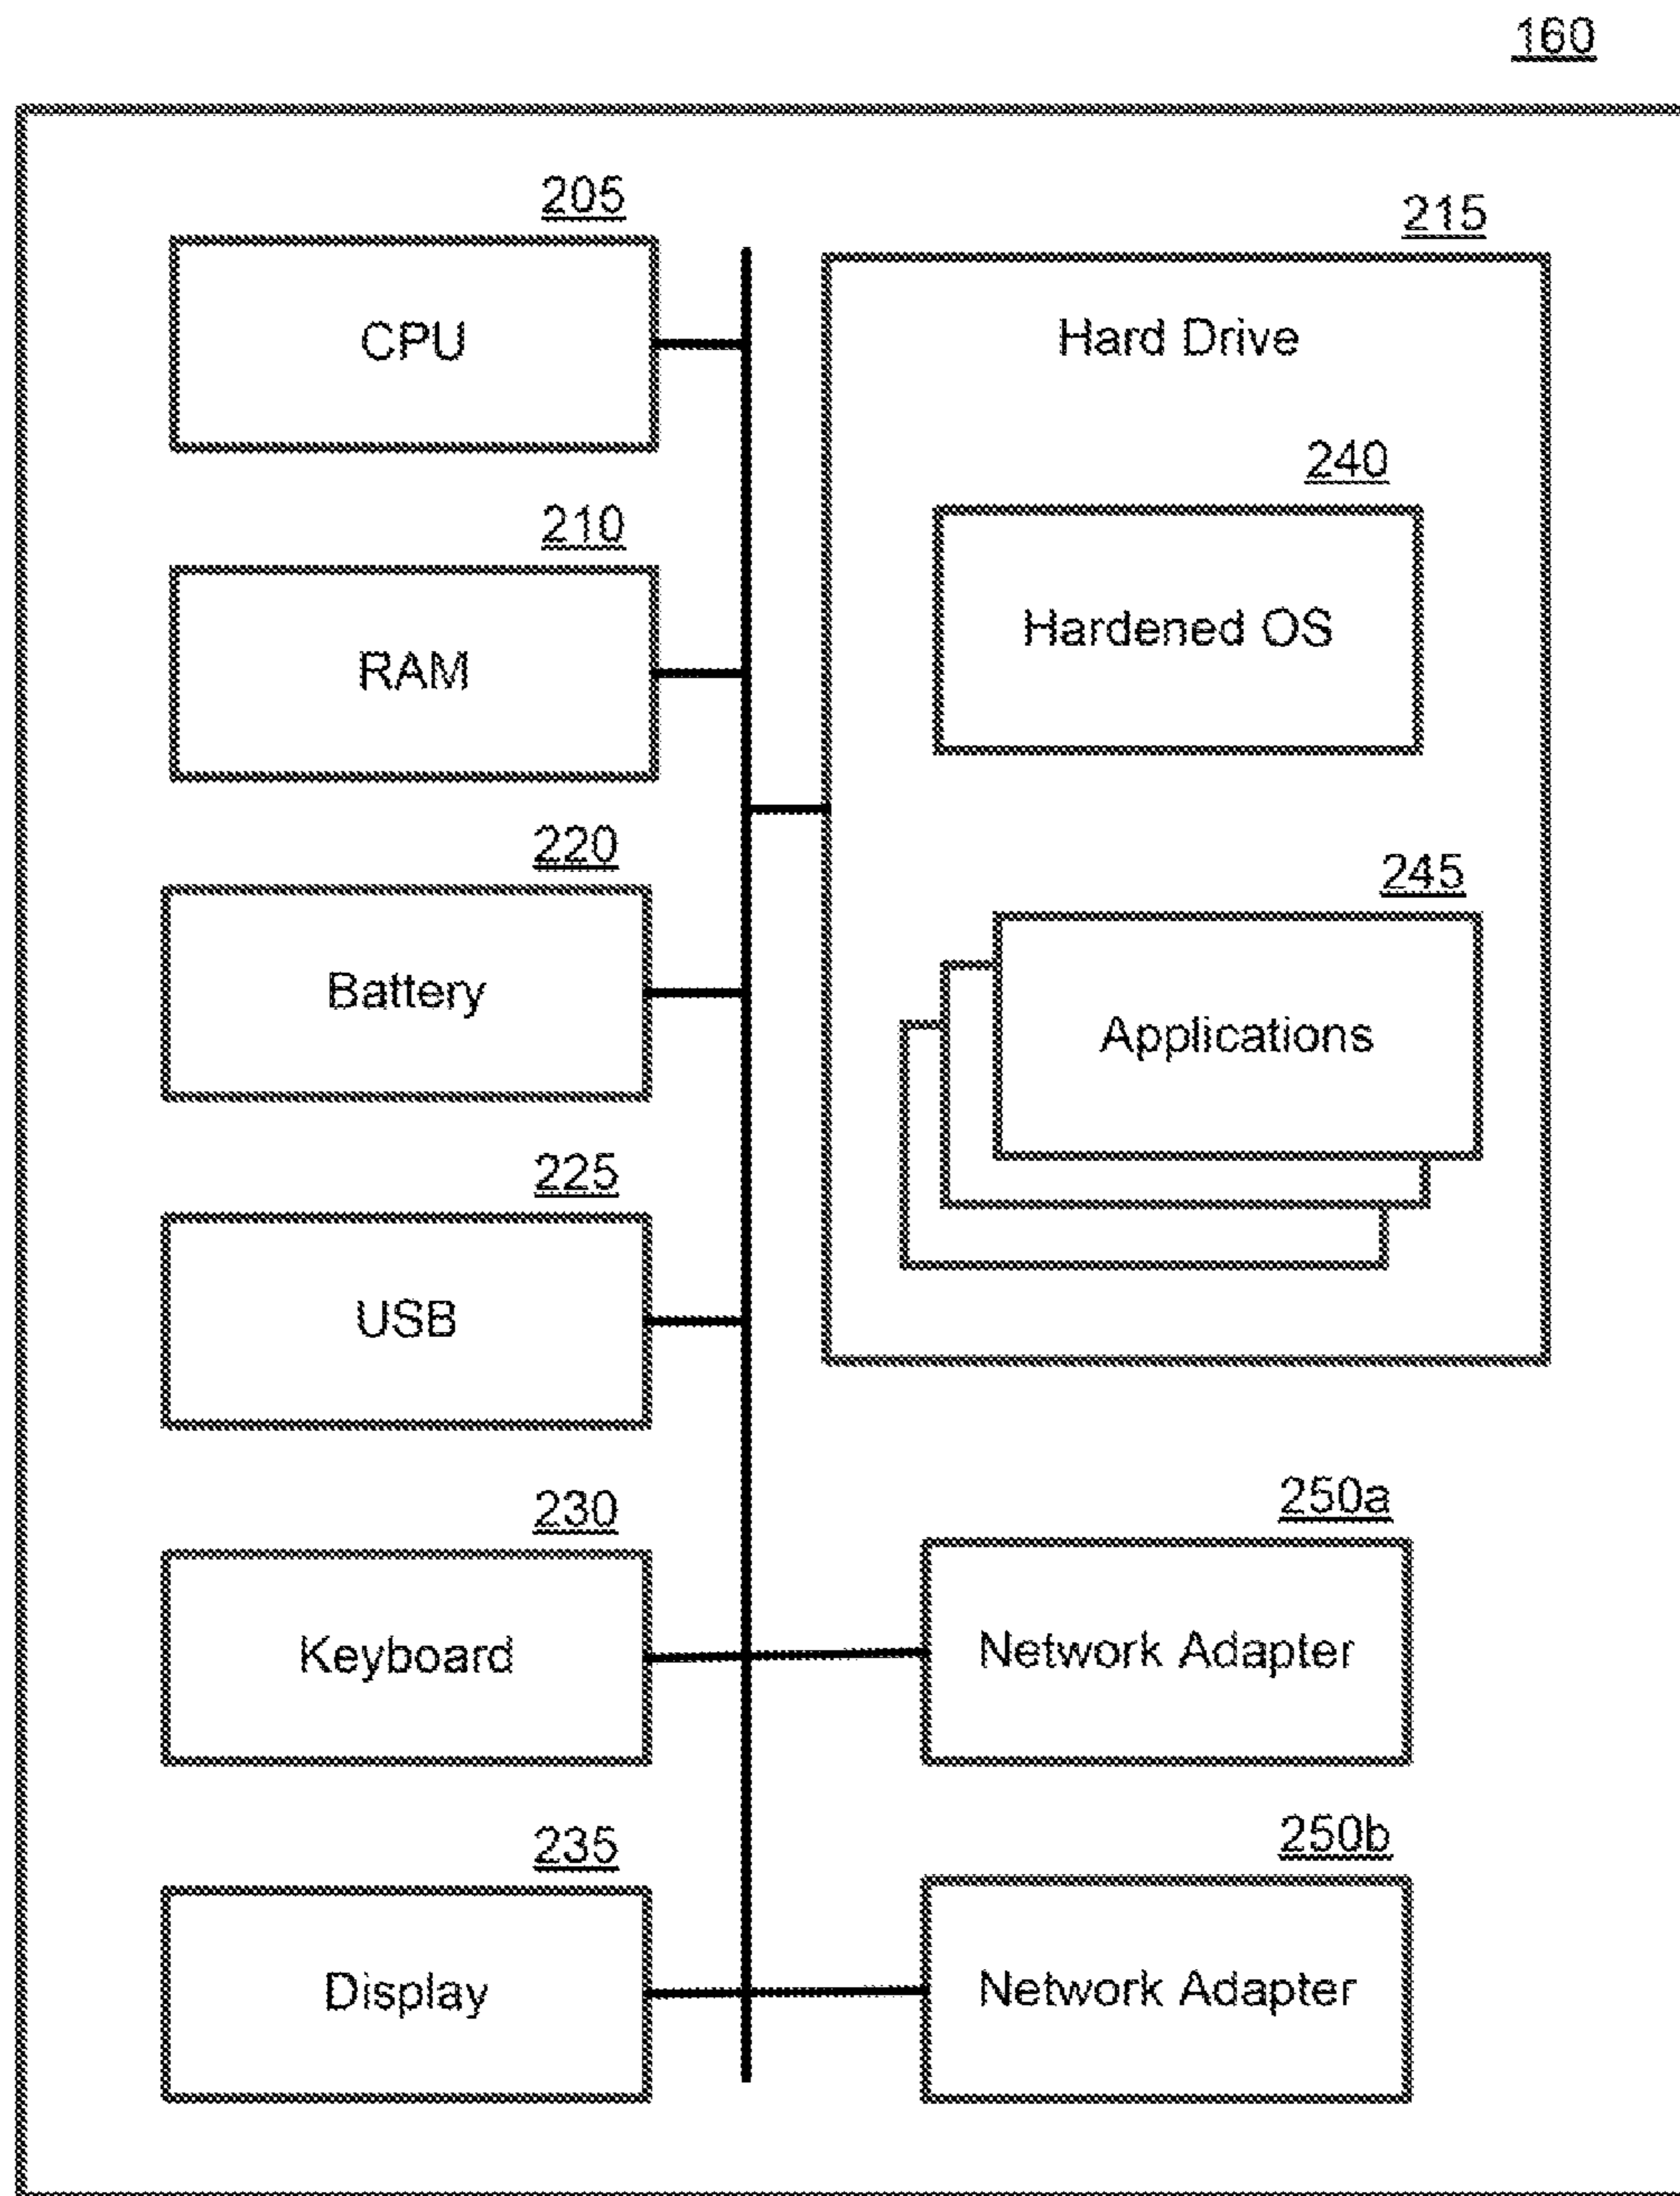 160
205
CPU
215
Hard Drive
210
RAM
240
Hardened OS
220
Battery
245
Applications
225
USB
230
Keyboard
250a
Network Adapter
235
Display
250b
Network Adapter